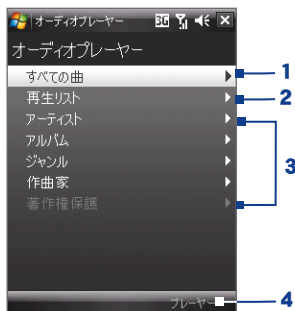 オーディオプレーヤー 3G
オーディオプレーヤー
すべての曲 1
再生リスト 2
アーティスト
アルバム
ジャンル 3
作曲家
著作権保護
プレーヤー 4